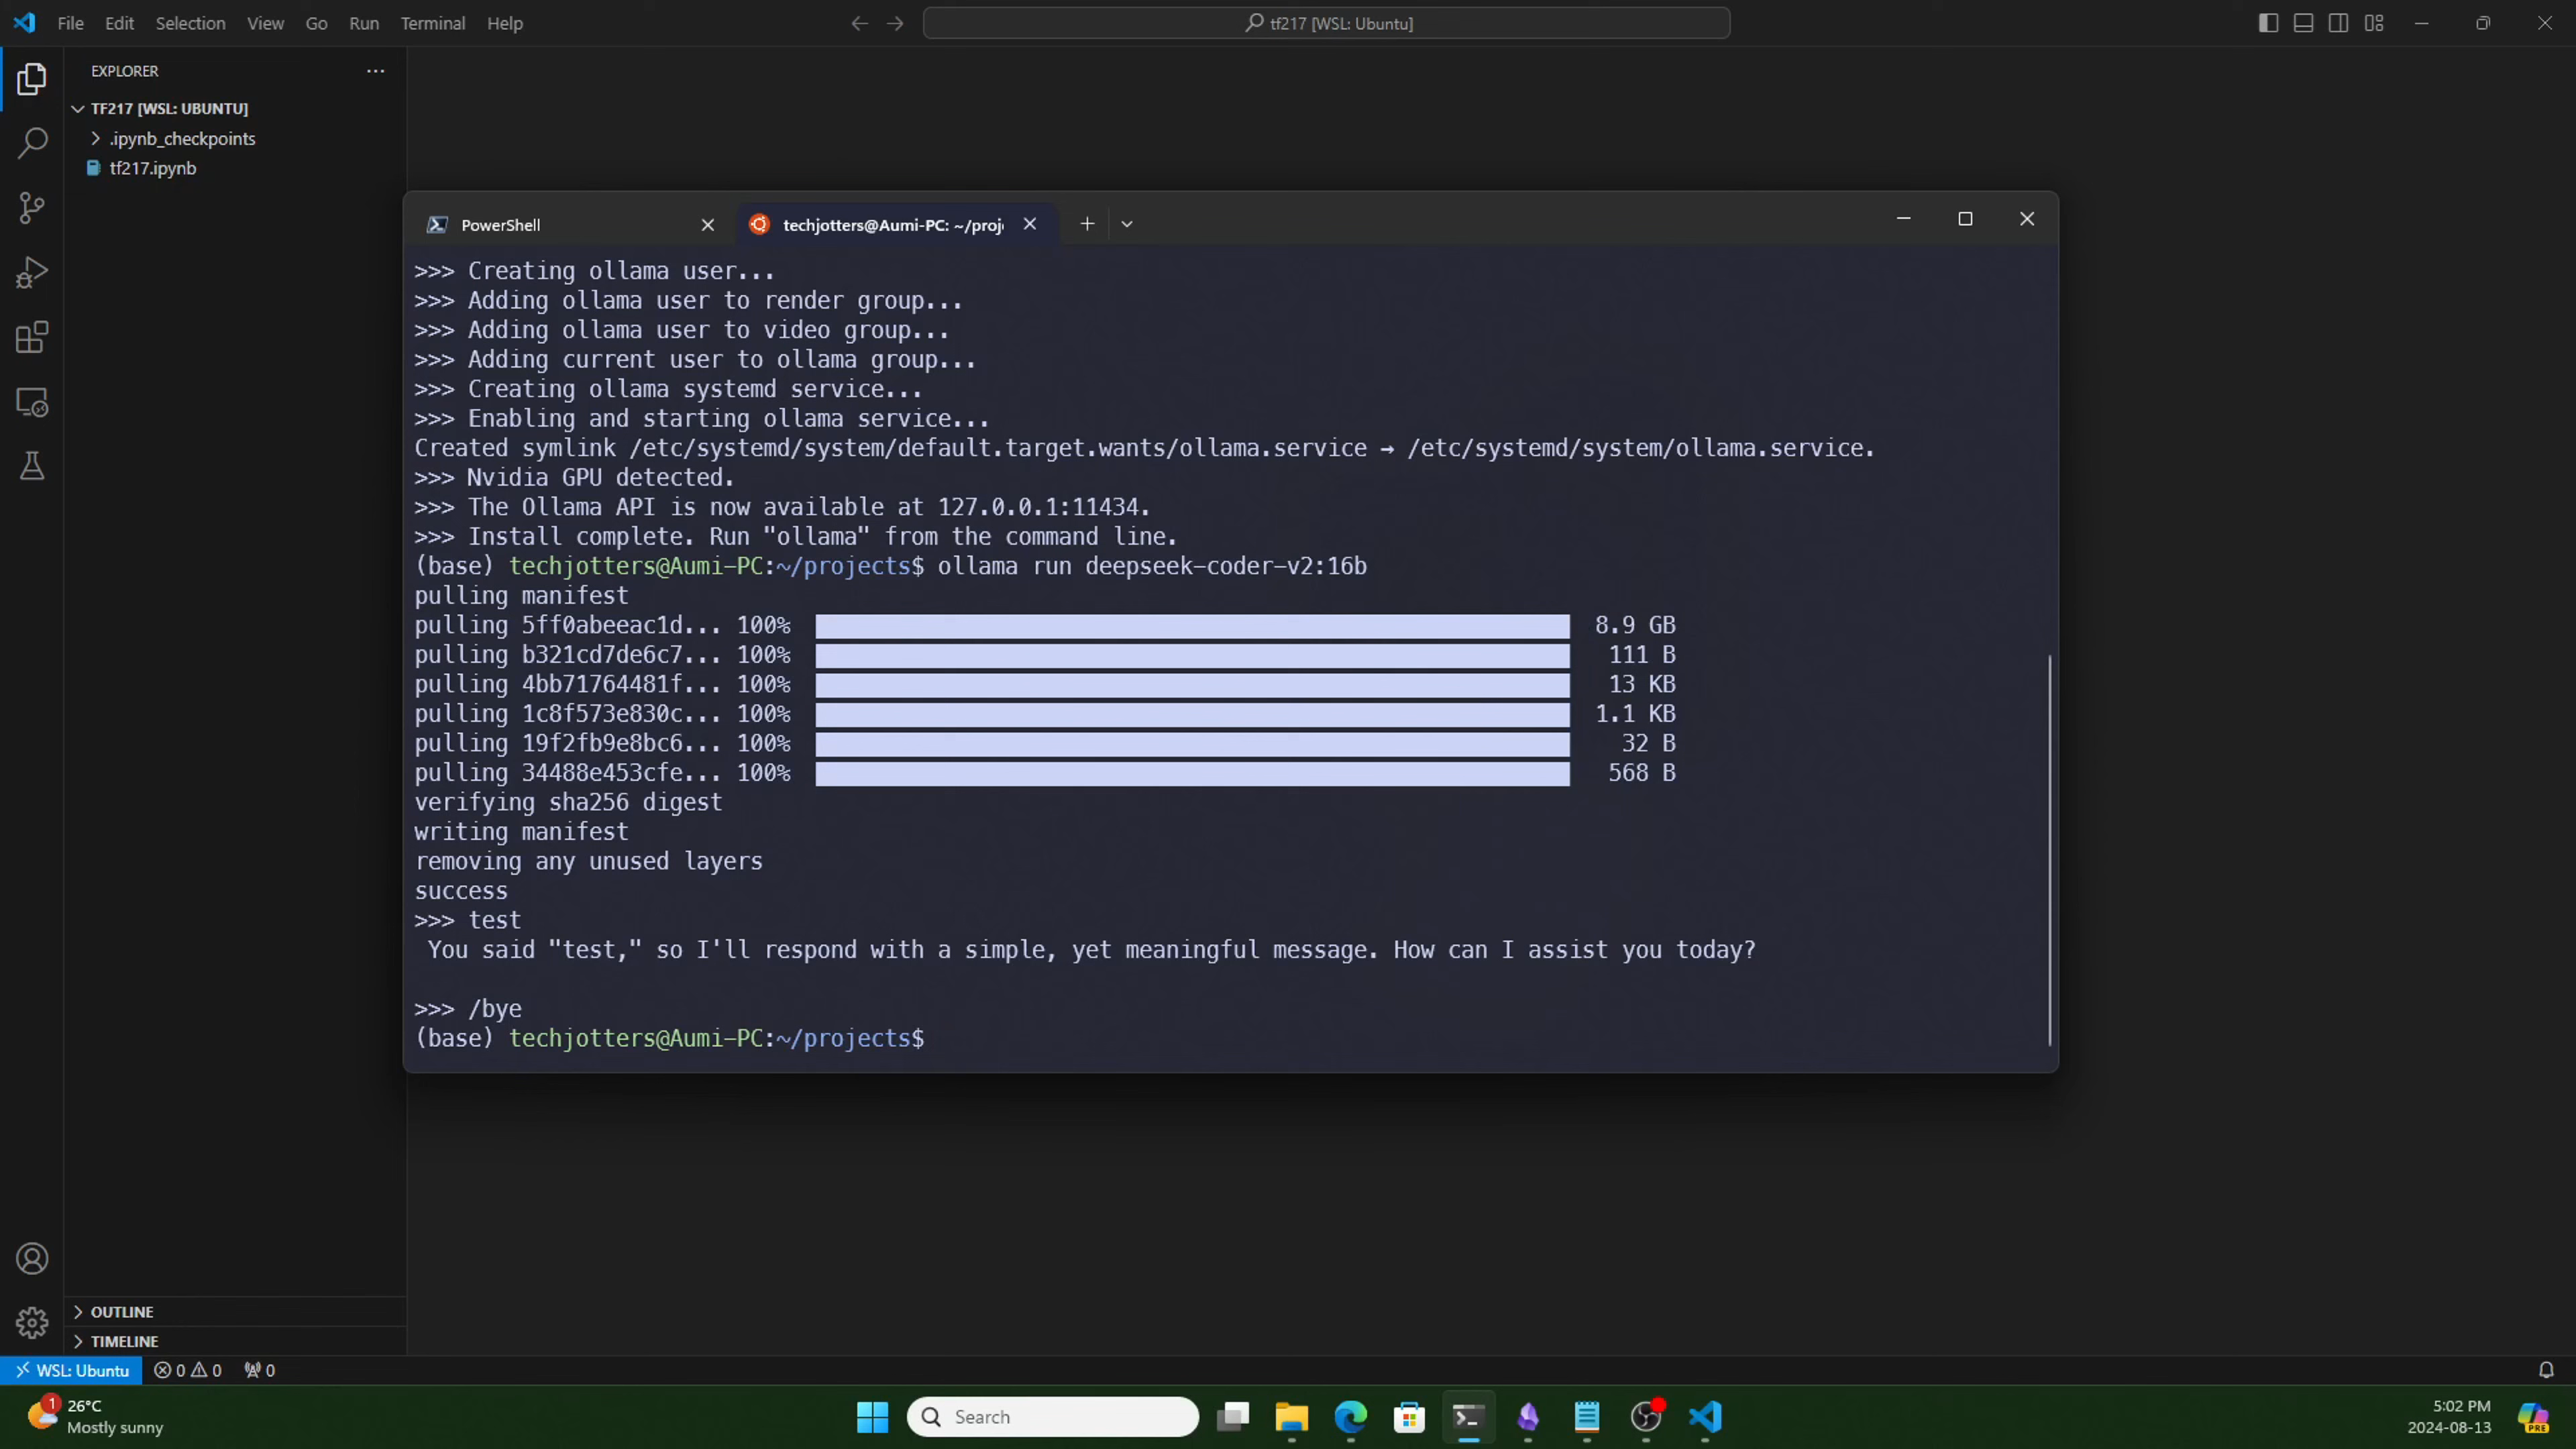 File Edit Selection View Go Run Terminal Help
tf217 [WSL: Ubuntu]
EXPLORER
TF217 [WSL: UBUNTU]
.ipynb_checkpoints
tf217.ipynb
PowerShell
techjotters@Aumi-PC: ~/proj
>>> Creating ollama user...
>>> Adding ollama user to render group...
>>> Adding ollama user to video group...
>>> Adding current user to ollama group...
>>> Creating ollama systemd service...
>>> Enabling and starting ollama service...
Created symlink /etc/systemd/system/default.target.wants/ollama.service → /etc/systemd/system/ollama.service.
>>> Nvidia GPU detected.
>>> The Ollama API is now available at 127.0.0.1:11434.
>>> Install complete. Run "ollama" from the command line.
(base) techjotters@Aumi-PC:~/projects$ ollama run deepseek-coder-v2:16b
pulling manifest
pulling 5ff0abeeac1d... 100% 8.9 GB
pulling b321cd7de6c7... 100% 111 B
pulling 4bb71764481f... 100% 13 KB
pulling 1c8f573e830c... 100% 1.1 KB
pulling 19f2fb9e8bc6... 100% 32 B
pulling 34488e453cfe... 100% 568 B
verifying sha256 digest
writing manifest
removing any unused layers
success
>>> test
You said "test," so I'll respond with a simple, yet meaningful message. How can I assist you today?
>>> /bye
(base) techjotters@Aumi-PC:~/projects$
OUTLINE
TIMELINE
WSL: Ubuntu 0 0 0
1
26°C
Mostly sunny
Search
5:02 PM
2024-08-13
PRE